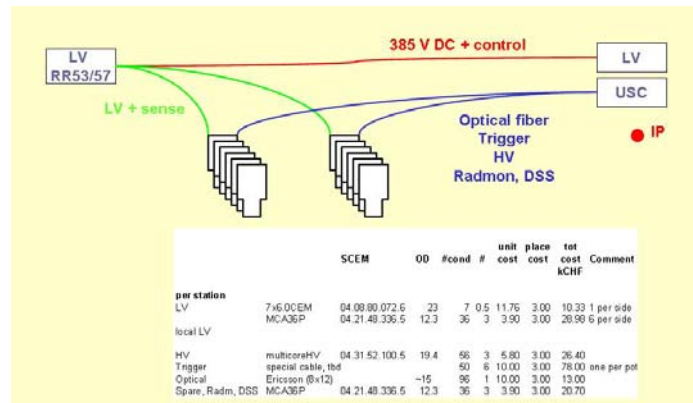 385 V DC + control
LV
RR53/57
LV
USC
LV + sense
Optical fiber
Trigger
HV
Radmon, DSS
IP
SCEM OD #cond # unit cost place cost tot cost kCHF Comment
per station
LV 7x6.0CEM 04.08.80.072.6 23 7 0.5 11.76 3.00 10.33 1 per side
MCA36P 04.21.48.336.5 12.3 36 3 3.90 3.00 28.98 6 per side
local LV
HV multicoreHV 04.31.52.100.5 19.4 56 3 5.80 3.00 26.40
Trigger special cable, tbd 50 6 10.00 3.00 78.00 one per pot
Optical Ericsson (8x12) ~15 96 1 10.00 3.00 13.00
Spare, Radm, DSS MCA36P 04.21.48.336.5 12.3 36 3 3.90 3.00 20.70